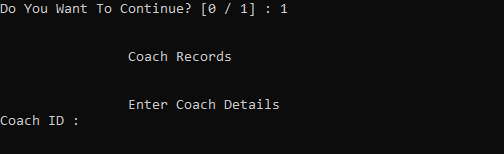 Do You Want To Continue? [0 / 1] : 1
Coach Records
Enter Coach Details
Coach ID :